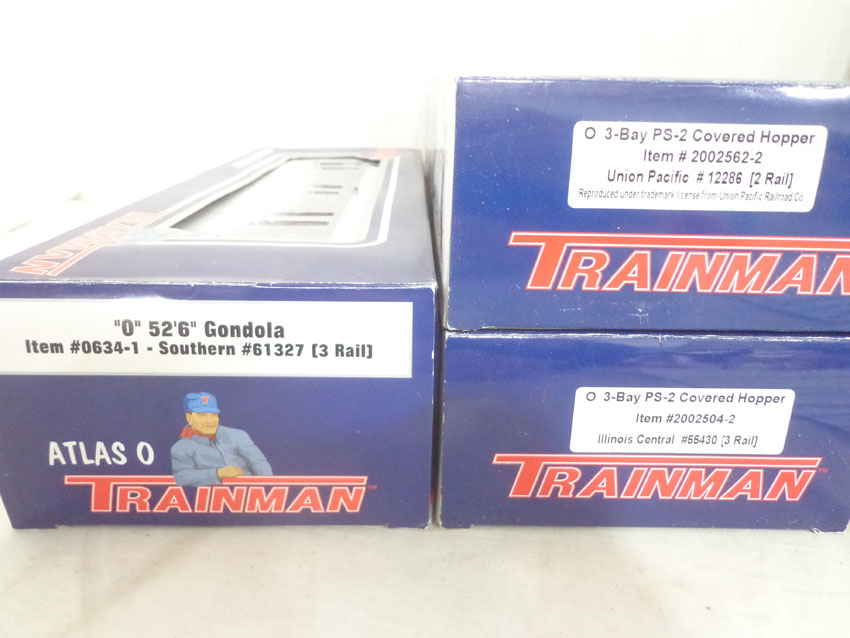 "O" 52'6" Gondola
Item #0634-1 - Southern #61327 (3 Rail)
ATLAS O
TRAINMAN™
TRAINMAN
O 3-Bay PS-2 Covered Hopper
Item # 2002562-2
Union Pacific # 12286 [2 Rail]
Reproduced under trademark license from Union Pacific Railroad Co.
TRAINMAN
O 3-Bay PS-2 Covered Hopper
Item #2002504-2
Illinois Central #55430 [3 Rail]
TRAINMAN™